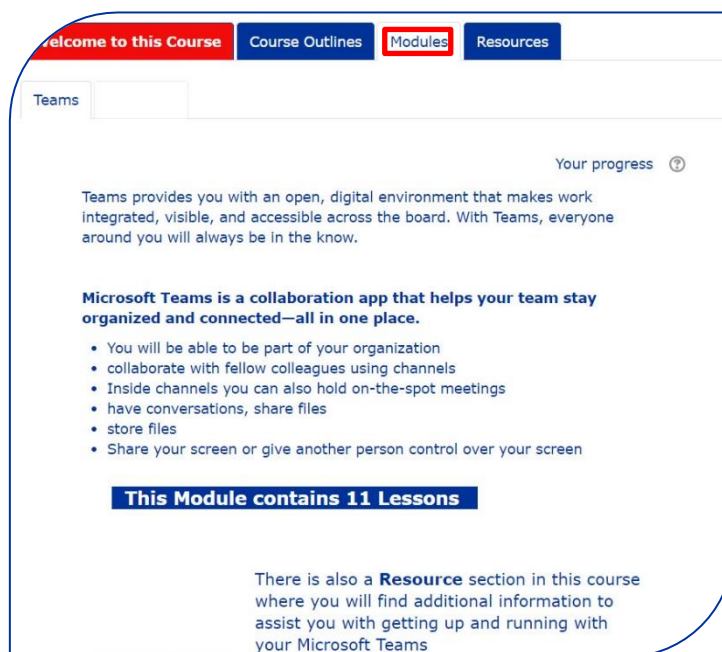 Welcome to this Course Course Outlines Modules Resources
Teams
Your progress
Teams provides you with an open, digital environment that makes work
integrated, visible, and accessible across the board. With Teams, everyone
around you will always be in the know.
Microsoft Teams is a collaboration app that helps your team stay
organized and connected—all in one place.
• You will be able to be part of your organization
• collaborate with fellow colleagues using channels
• Inside channels you can also hold on-the-spot meetings
• have conversations, share files
• store files
• Share your screen or give another person control over your screen
This Module contains 11 Lessons
There is also a Resource section in this course
where you will find additional information to
assist you with getting up and running with
your Microsoft Teams